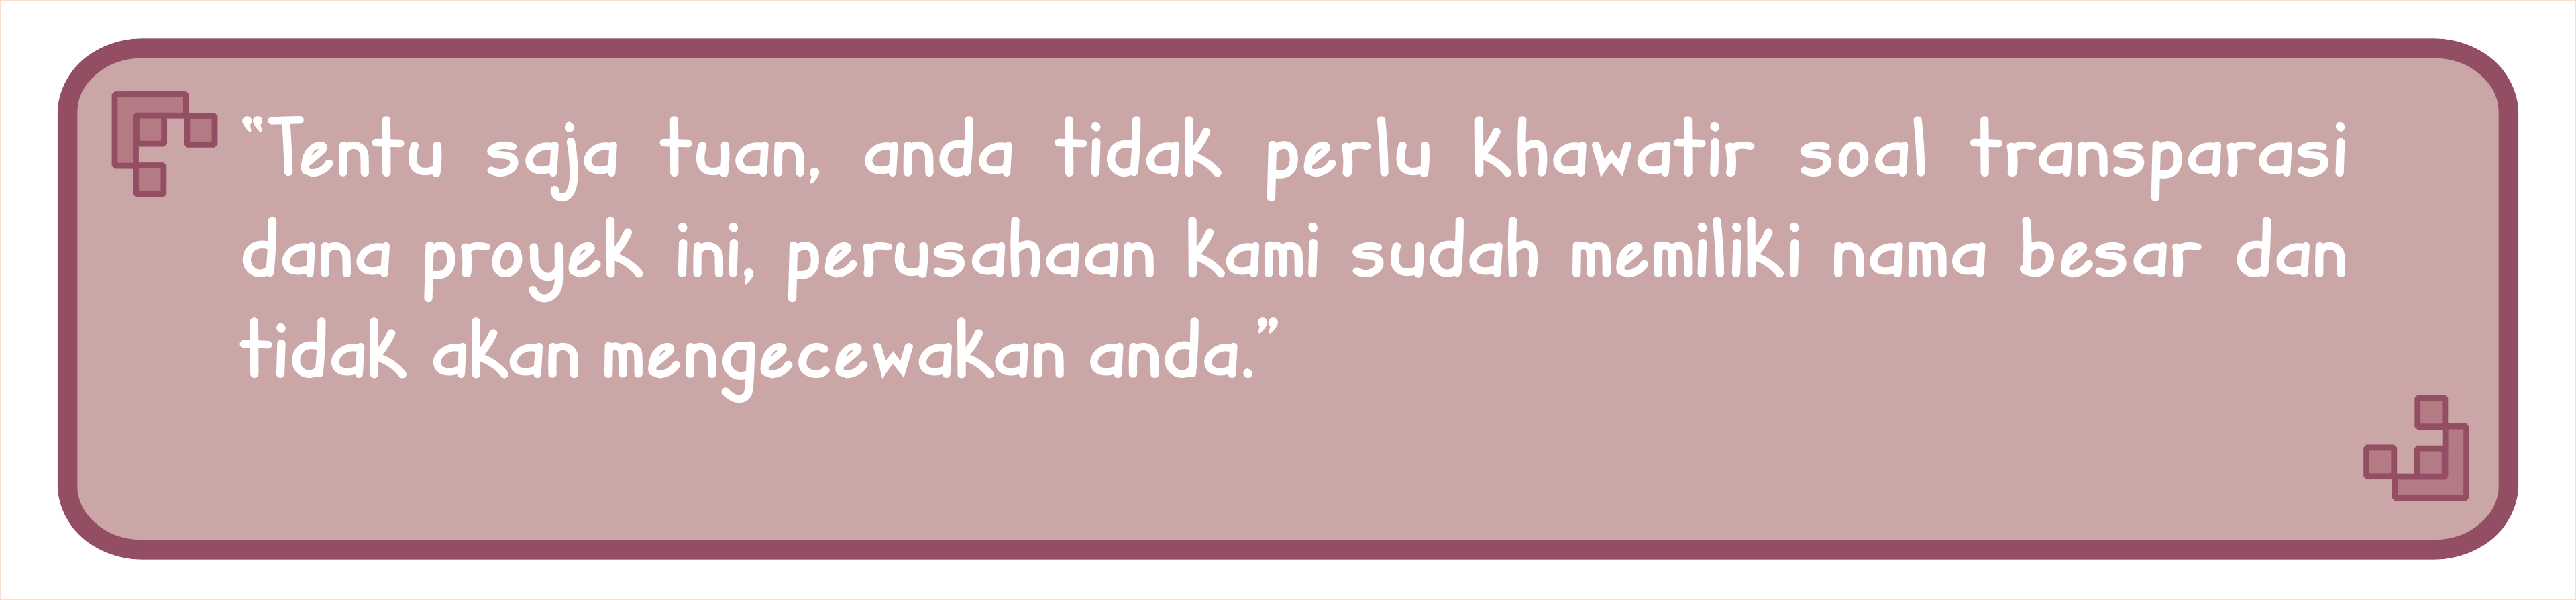 “Tentu saja tuan, anda tidak perlu khawatir soal transparasi
dana proyek ini, perusahaan kami sudah memiliki nama besar dan
tidak akan mengecewakan anda.”